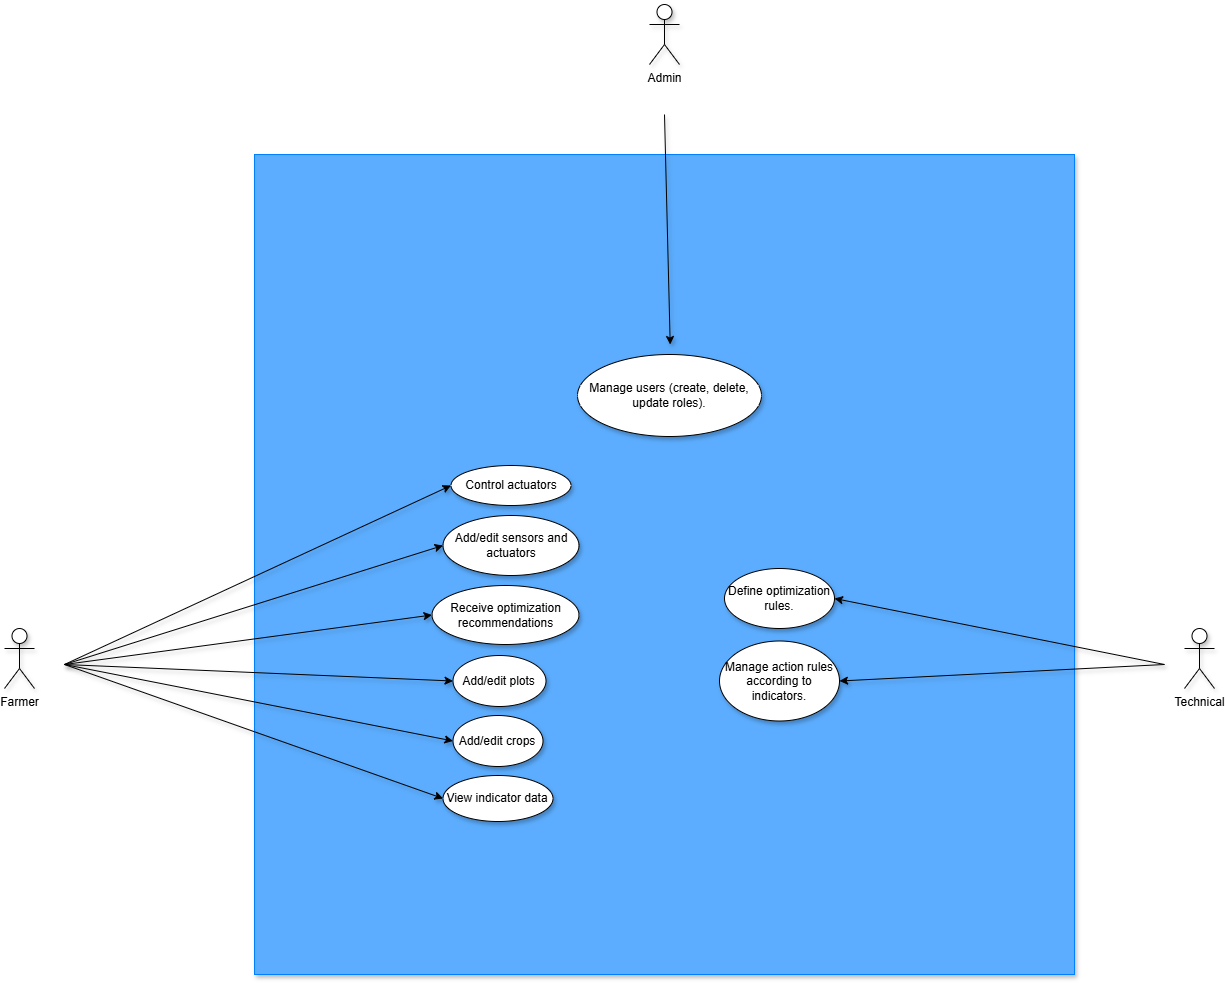 Admin
Manage users (create, delete,
update roles).
Control actuators
Add/edit sensors and
actuators
Receive optimization
recommendations
Add/edit plots
Add/edit crops
View indicator data
Define optimization
rules.
Manage action rules
according to
indicators.
Farmer
Technical